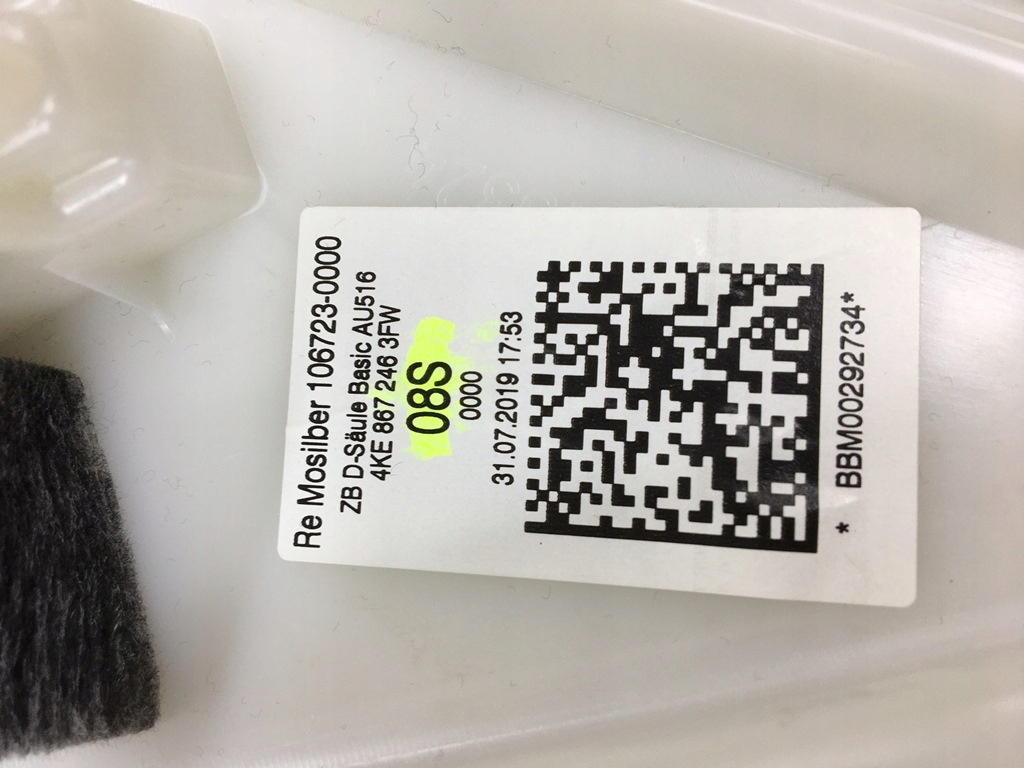 Re Mosilber 106723-0000
ZB D-Säule Basic AU516
4KE 867 246 3FW
08S
0000
31.07.2019 17:53
* BBM00292734*